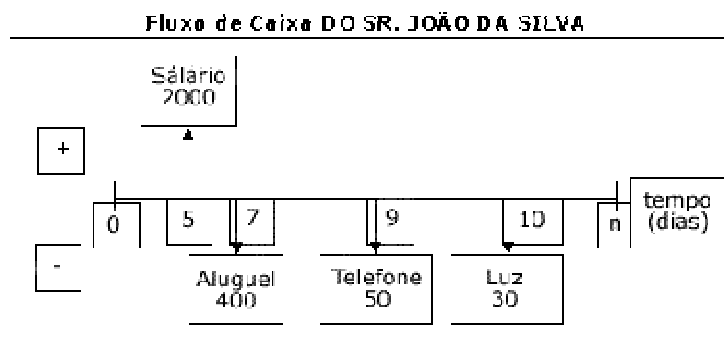 Fluxo de Caixa DO SR. JOÃO DA SILVA
Sálário
2000
+
0
5
7
9
10
n
tempo
(dias)
-
Aluguel
400
Telefone
50
Luz
30